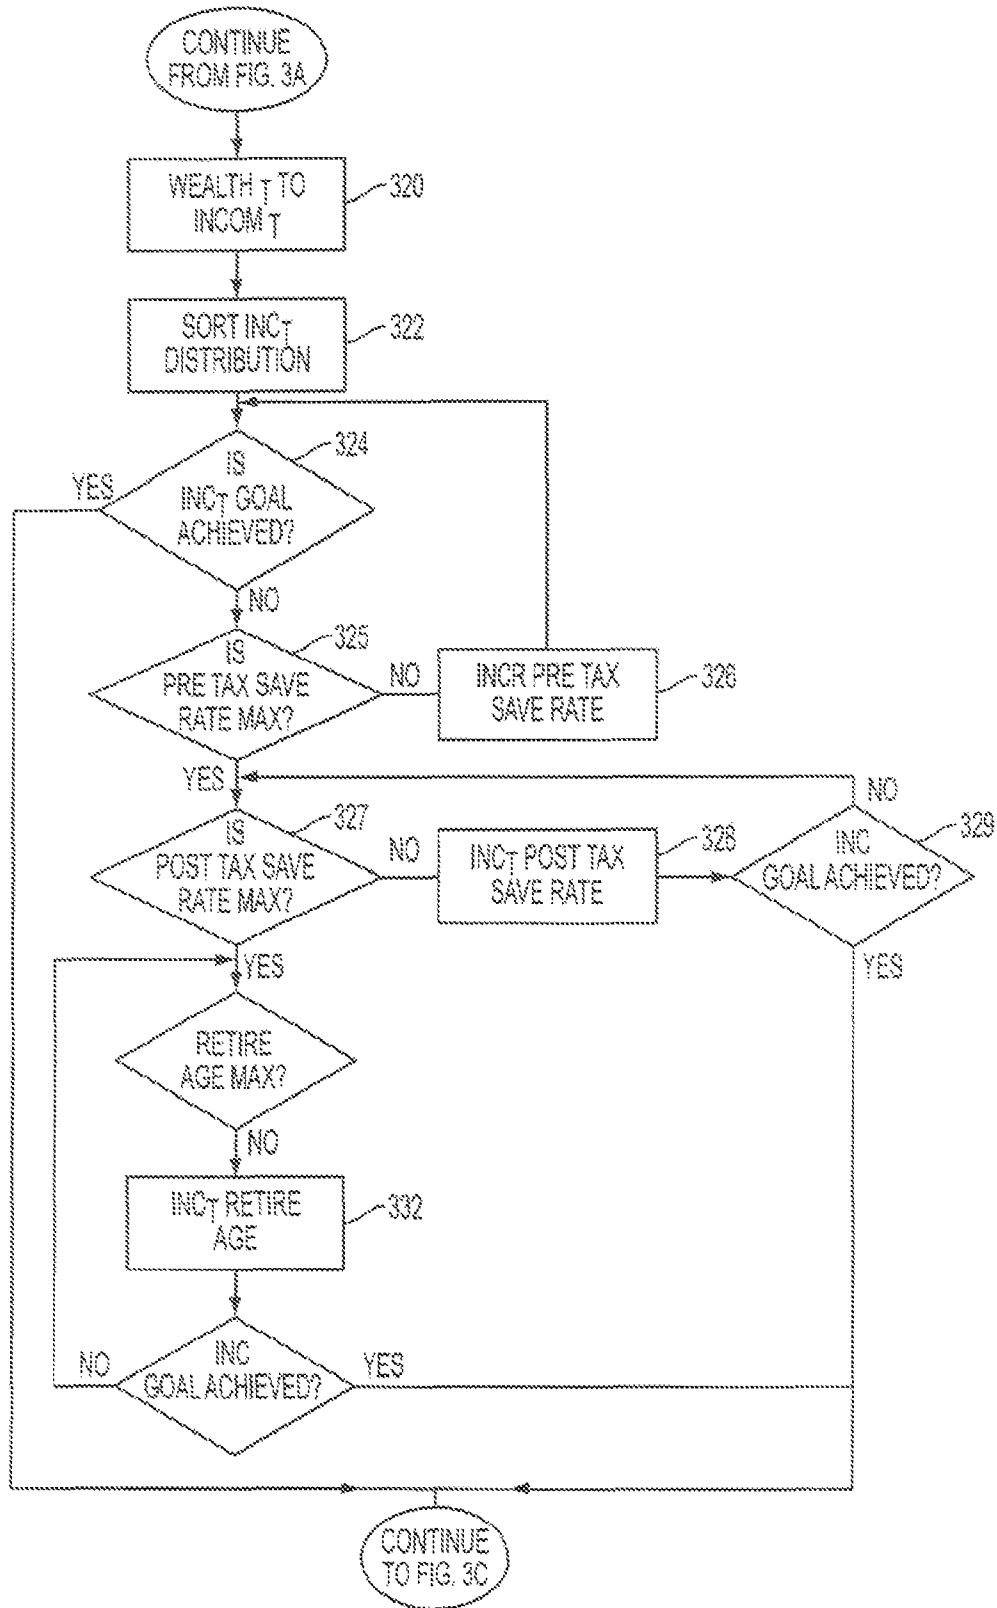 CONTINUE
FROM FIG. 3A
WEALTH T TO
INCOM T
320
SORT INCT
DISTRIBUTION
322
324
IS
INCT GOAL
ACHIEVED?
YES
NO
325
IS
PRE TAX SAVE
RATE MAX?
NO
INCR PRE TAX
SAVE RATE
326
YES
327
IS
POST TAX SAVE
RATE MAX?
NO
INCT POST TAX
SAVE RATE
328
NO
329
INC
GOAL ACHIEVED?
YES
YES
RETIRE
AGE MAX?
NO
INCT RETIRE
AGE
332
INC
GOAL ACHIEVED?
NO
YES
CONTINUE
TO FIG. 3C